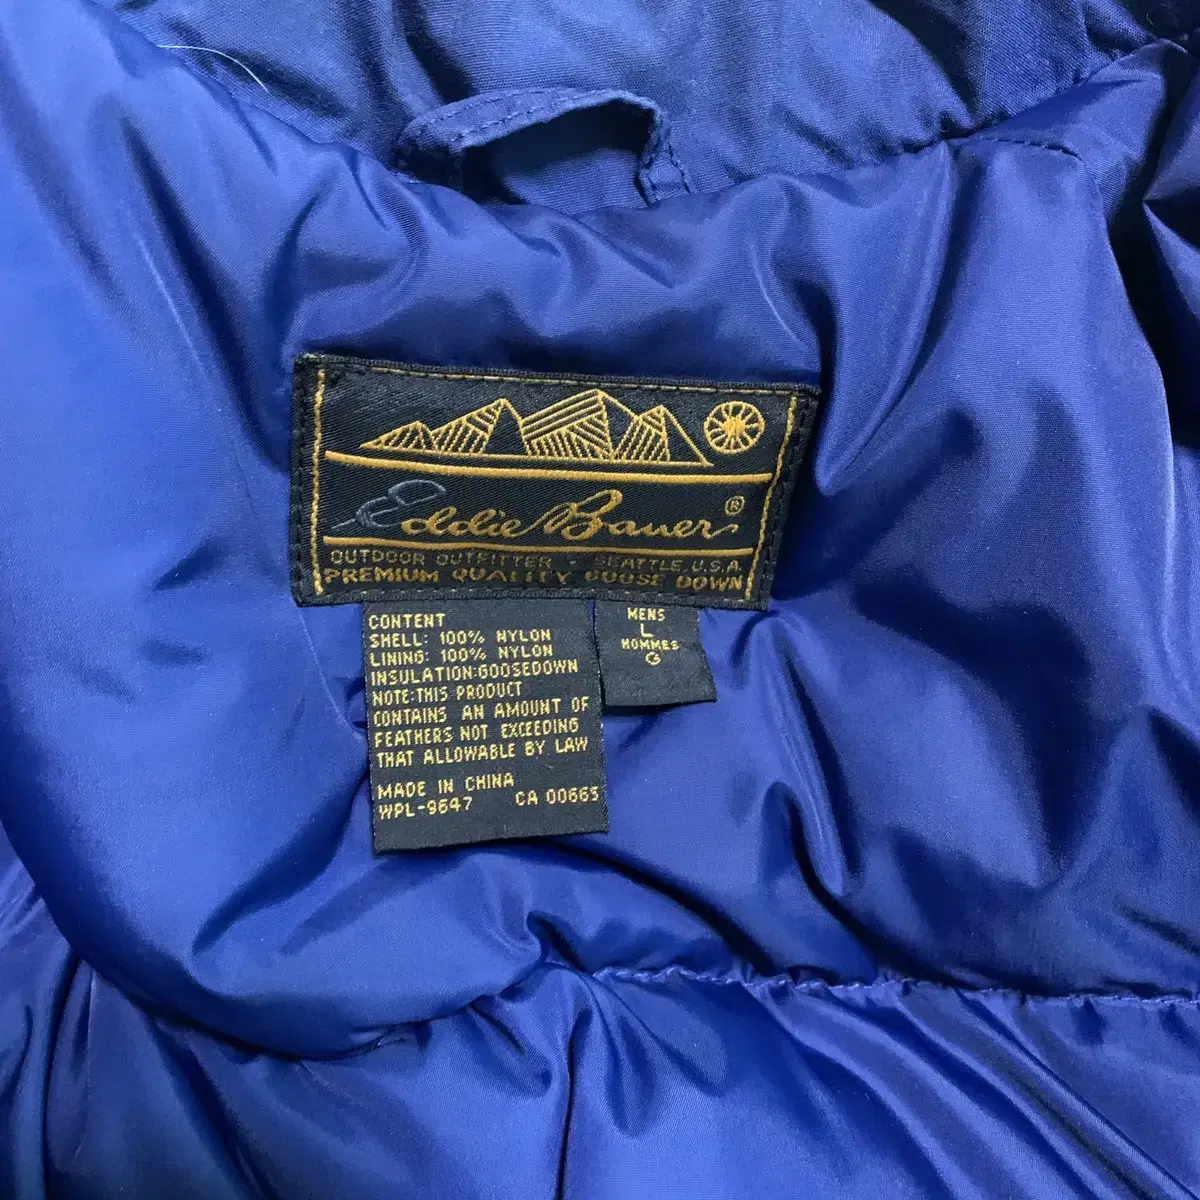 Eddie Bauer ®
OUTDOOR OUTFITTER · SEATTLE, U.S.A.
PREMIUM QUALITY GOOSE DOWN
CONTENT
SHELL: 100% NYLON
LINING: 100% NYLON
INSULATION:GOOSEDOWN
NOTE:THIS PRODUCT
CONTAINS AN AMOUNT OF
FEATHERS NOT EXCEEDING
THAT ALLOWABLE BY LAW
MADE IN CHINA
WPL-9647 CA 00665
MENS
L
HOMMES
G